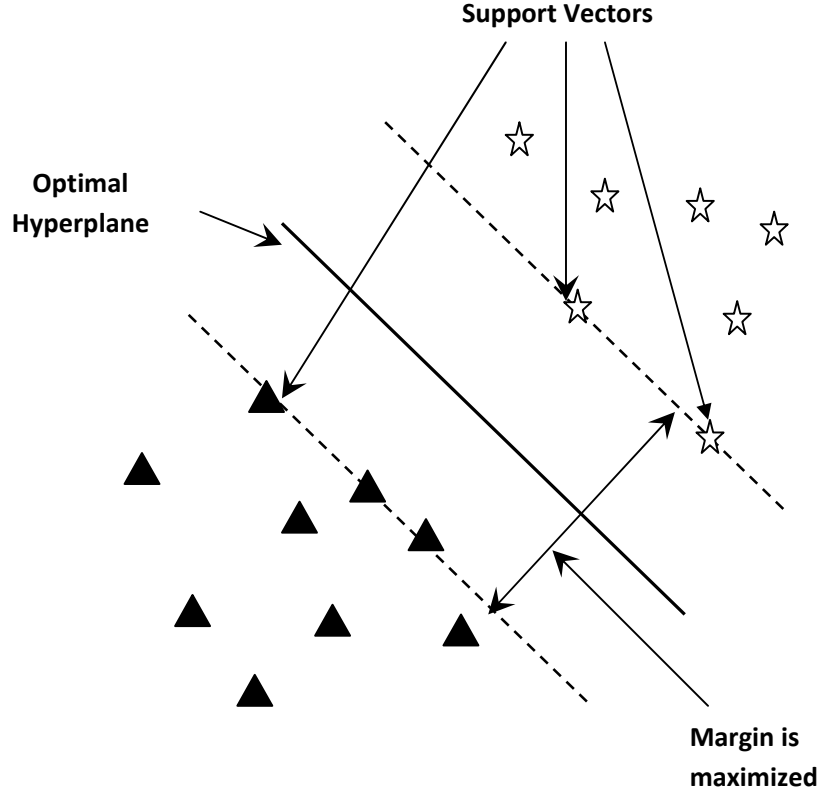 Support Vectors
Optimal
Hyperplane
Margin is
maximized